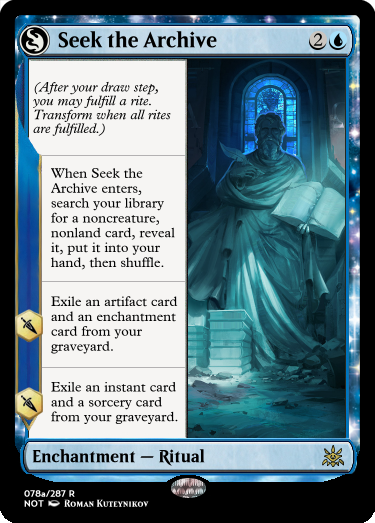 Seek the Archive 2
(After your draw step,
you may fulfill a rite.
Transform when all rites
are fulfilled.)
When Seek the
Archive enters,
search your library
for a noncreature,
nonland card, reveal
it, put it into your
hand, then shuffle.
Exile an artifact card
and an enchantment
card from your
graveyard.
Exile an instant card
and a sorcery card
from your graveyard.
Enchantment — Ritual
078a/287 R
NOT Roman Kuteynikov